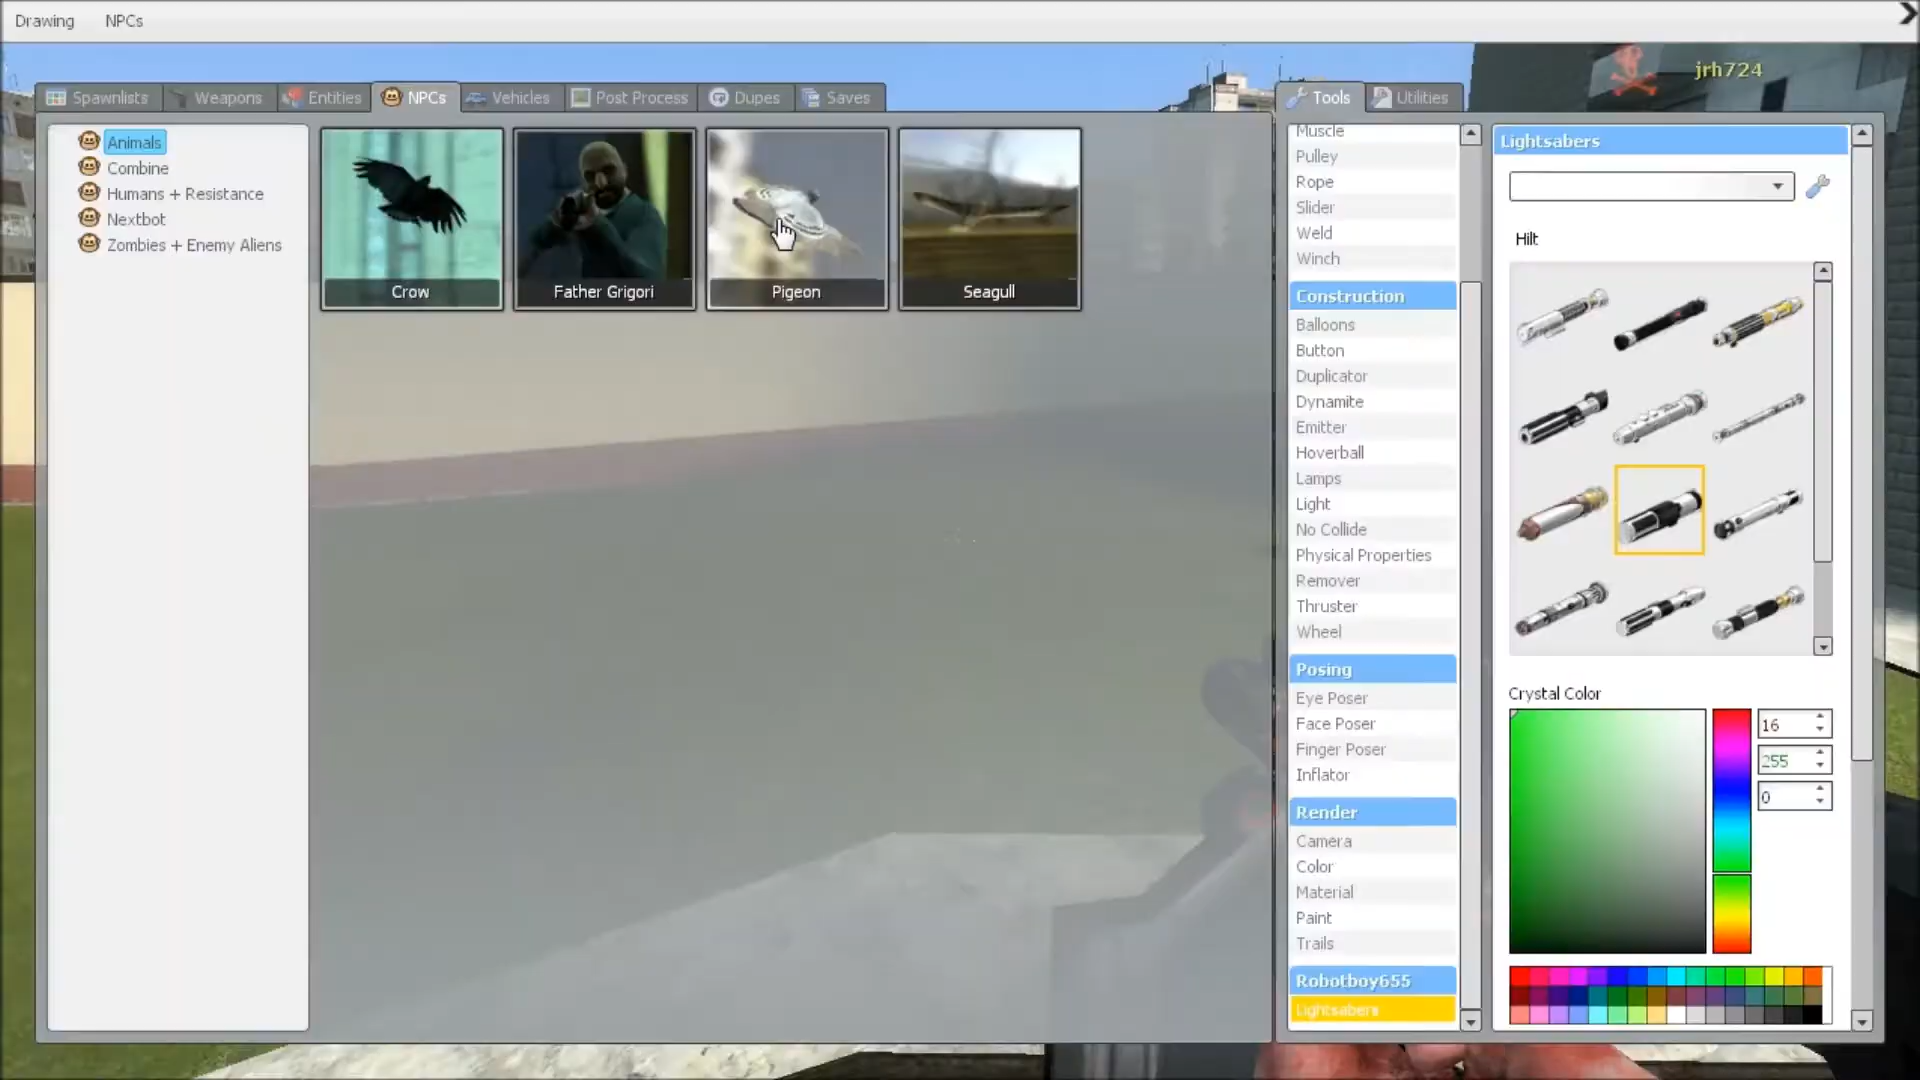 Drawing
NPCs
jrh724
Spawnlists
Weapons
Entities
NPCs
Vehicles
Post Process
Dupes
Saves
Animals
Combine
Humans + Resistance
Nextbot
Zombies + Enemy Aliens
Crow
Father Grigori
Pigeon
Seagull
Tools
Utilities
Muscle
Pulley
Rope
Slider
Weld
Winch
Construction
Balloons
Button
Duplicator
Dynamite
Emitter
Hoverball
Lamps
Light
No Collide
Physical Properties
Remover
Thruster
Wheel
Posing
Eye Poser
Face Poser
Finger Poser
Inflator
Render
Camera
Color
Material
Paint
Trails
Robotboy655
Lightsabers
Lightsabers
Hilt
Crystal Color
16
255
0